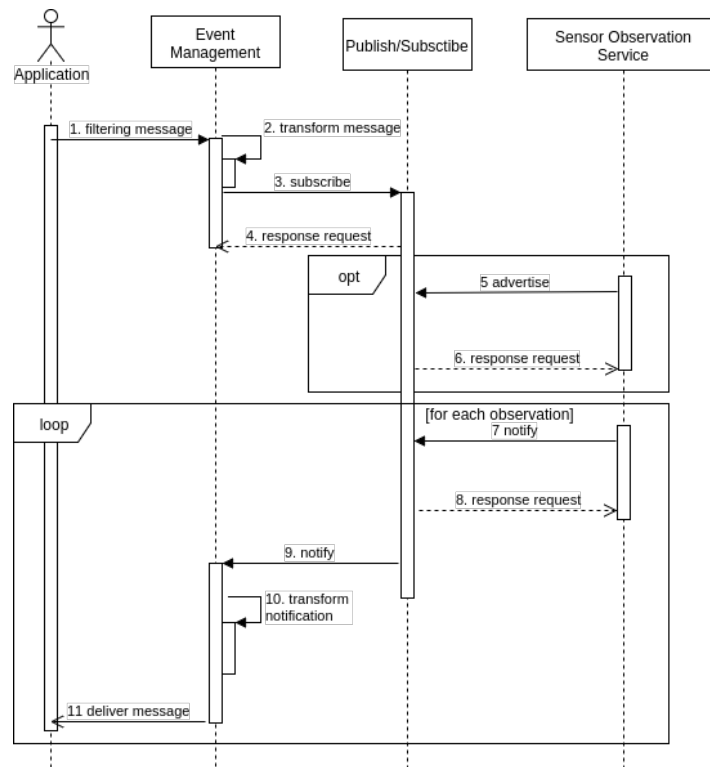 Application
Event
Management
Publish/Subsctibe
Sensor Observation
Service
1. filtering message
2. transform message
3. subscribe
4. response request
opt
5 advertise
6. response request
loop
[for each observation]
7 notify
8. response request
9. notify
10. transform
notification
11 deliver message